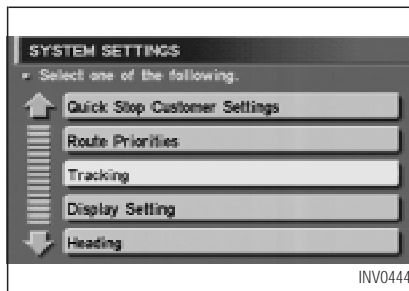 SYSTEM SETTINGS
Select one of the following.
Quick Stop Customer Settings
Route Priorities
Tracking
Display Setting
Heading
INV0444